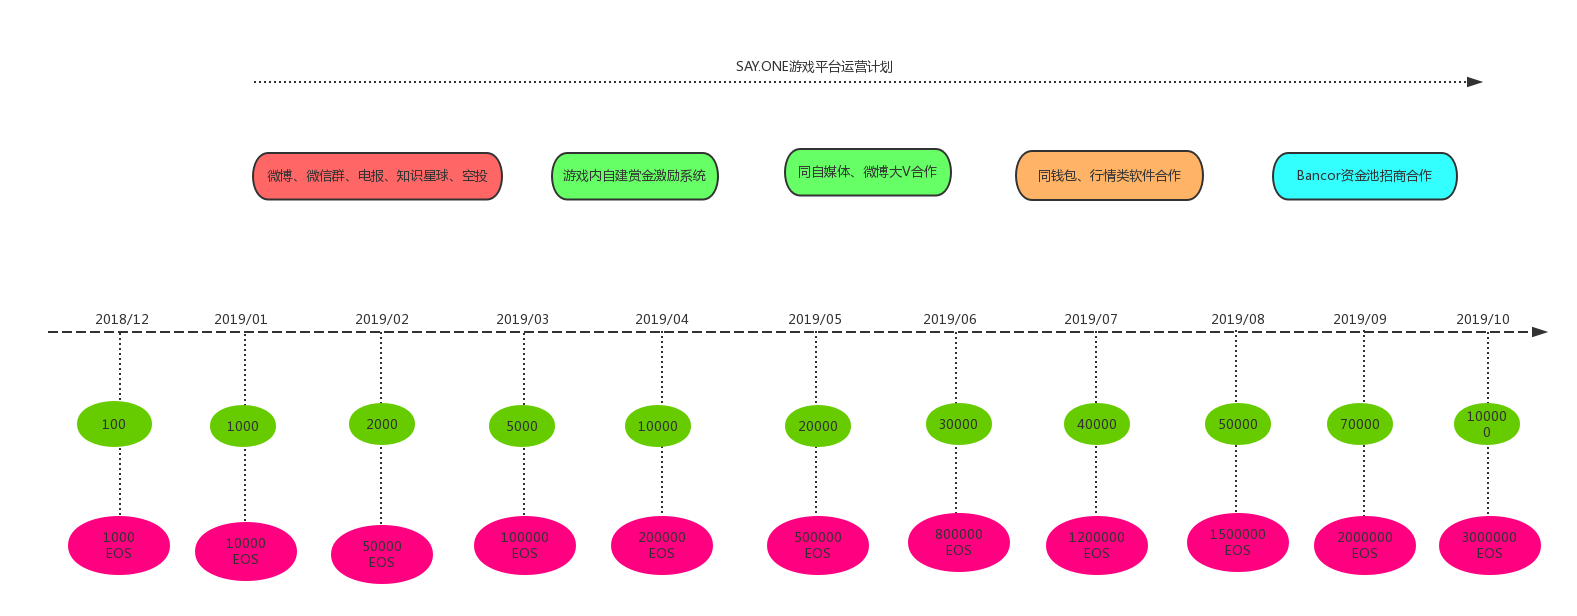 SAY.ONE游戏平台运营计划
微博、微信群、电报、知识星球、空投
游戏内自建赏金激励系统
同自媒体、微博大V合作
同钱包、行情类软件合作
Bancor资金池招商合作
2018/12
2019/01
2019/02
2019/03
2019/04
2019/05
2019/06
2019/07
2019/08
2019/09
2019/10
100
1000
2000
5000
10000
20000
30000
40000
50000
70000
10000
0
1000
EOS
10000
EOS
50000
EOS
100000
EOS
200000
EOS
500000
EOS
800000
EOS
1200000
EOS
1500000
EOS
2000000
EOS
3000000
EOS